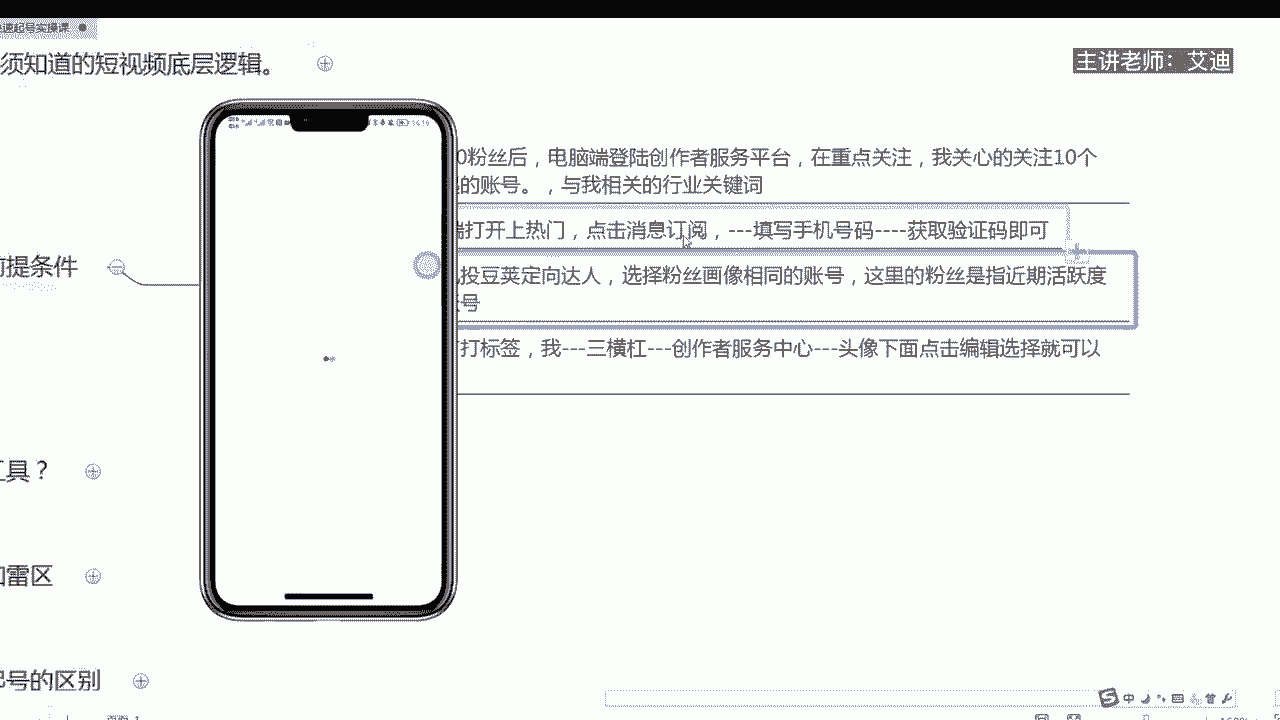 速起号实操课
须知道的短视频底层逻辑。
主讲老师：艾迪
0粉丝后，电脑端登陆创作者服务平台，在重点关注，我关心的关注10个
的账号。，与我相关的行业关键词
打开上热门，点击消息订阅，---填写手机号码----获取验证码即可
前提条件
投豆荚定向达人，选择粉丝画像相同的账号，这里的粉丝是指近期活跃度
号
打标签，我---三横杠---创作者服务中心---头像下面点击编辑选择就可以
工具？
雷区
号的区别
中